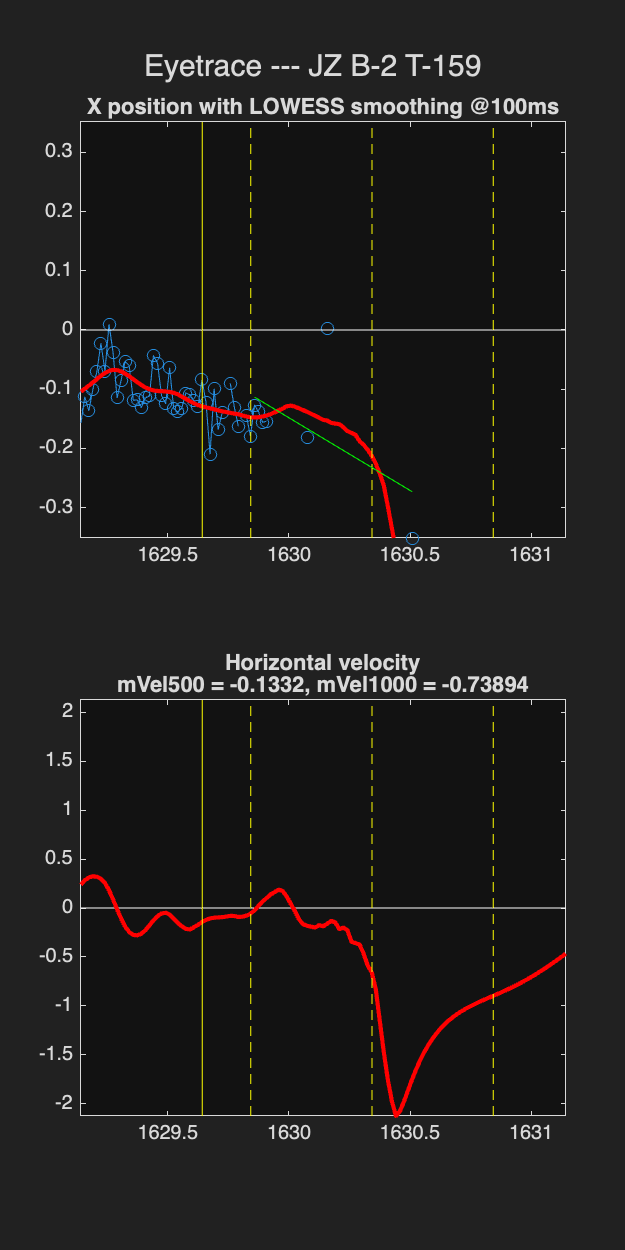 Eyetrace --- JZ B-2 T-159
X position with LOWESS smoothing @100ms
0.3
0.2
0.1
0
-0.1
-0.2
-0.3
1629.5 1630 1630.5 1631
Horizontal velocity
mVel500 = -0.1332, mVel1000 = -0.73894
2
1.5
1
0.5
0
-0.5
-1
-1.5
-2
1629.5 1630 1630.5 1631